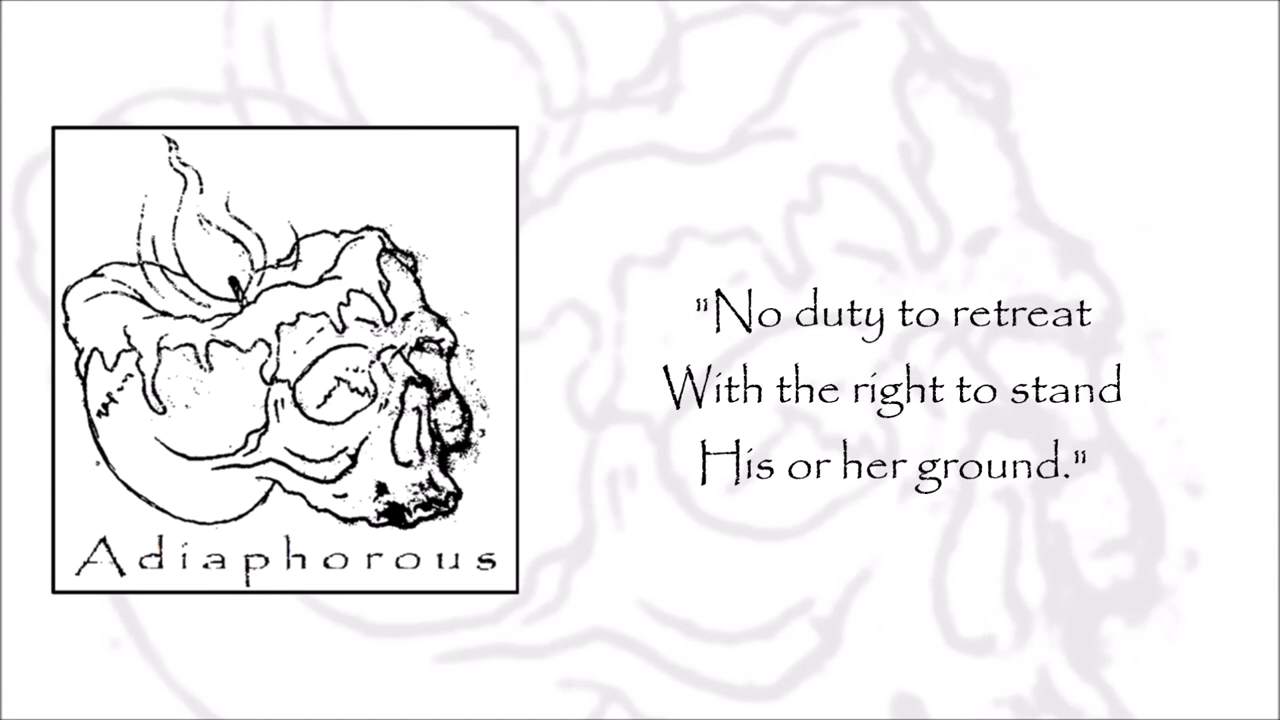 Adiaphorous
"No duty to retreat
With the right to stand
His or her ground."